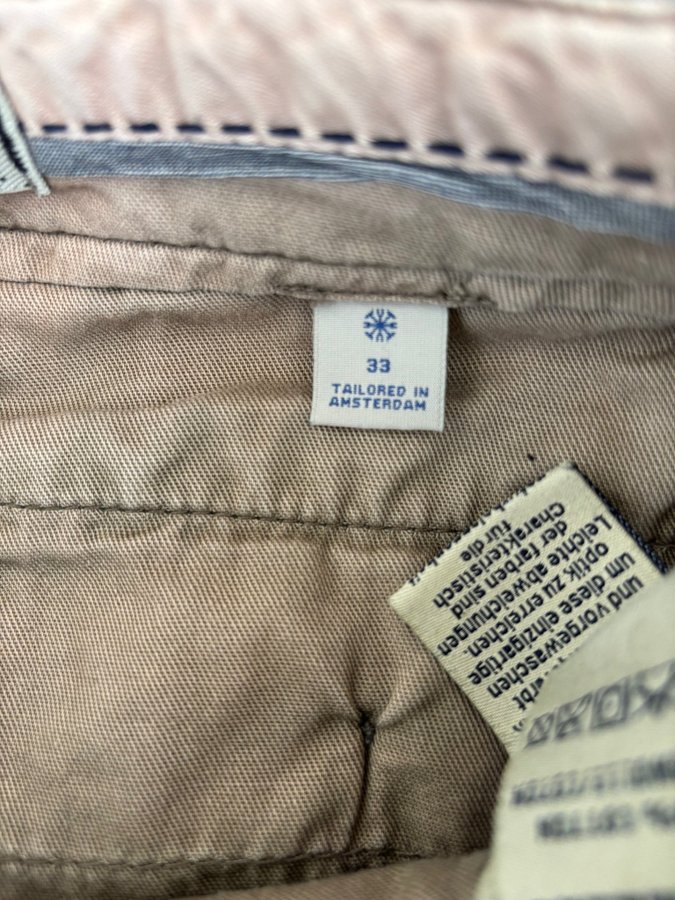 33
TAILORED IN
AMSTERDAM
und vorgewaschen
um diese einzigartige
optik zu erreichen.
Leichte abweichungen
der farben sind
charakteristisch
für die
COTTON